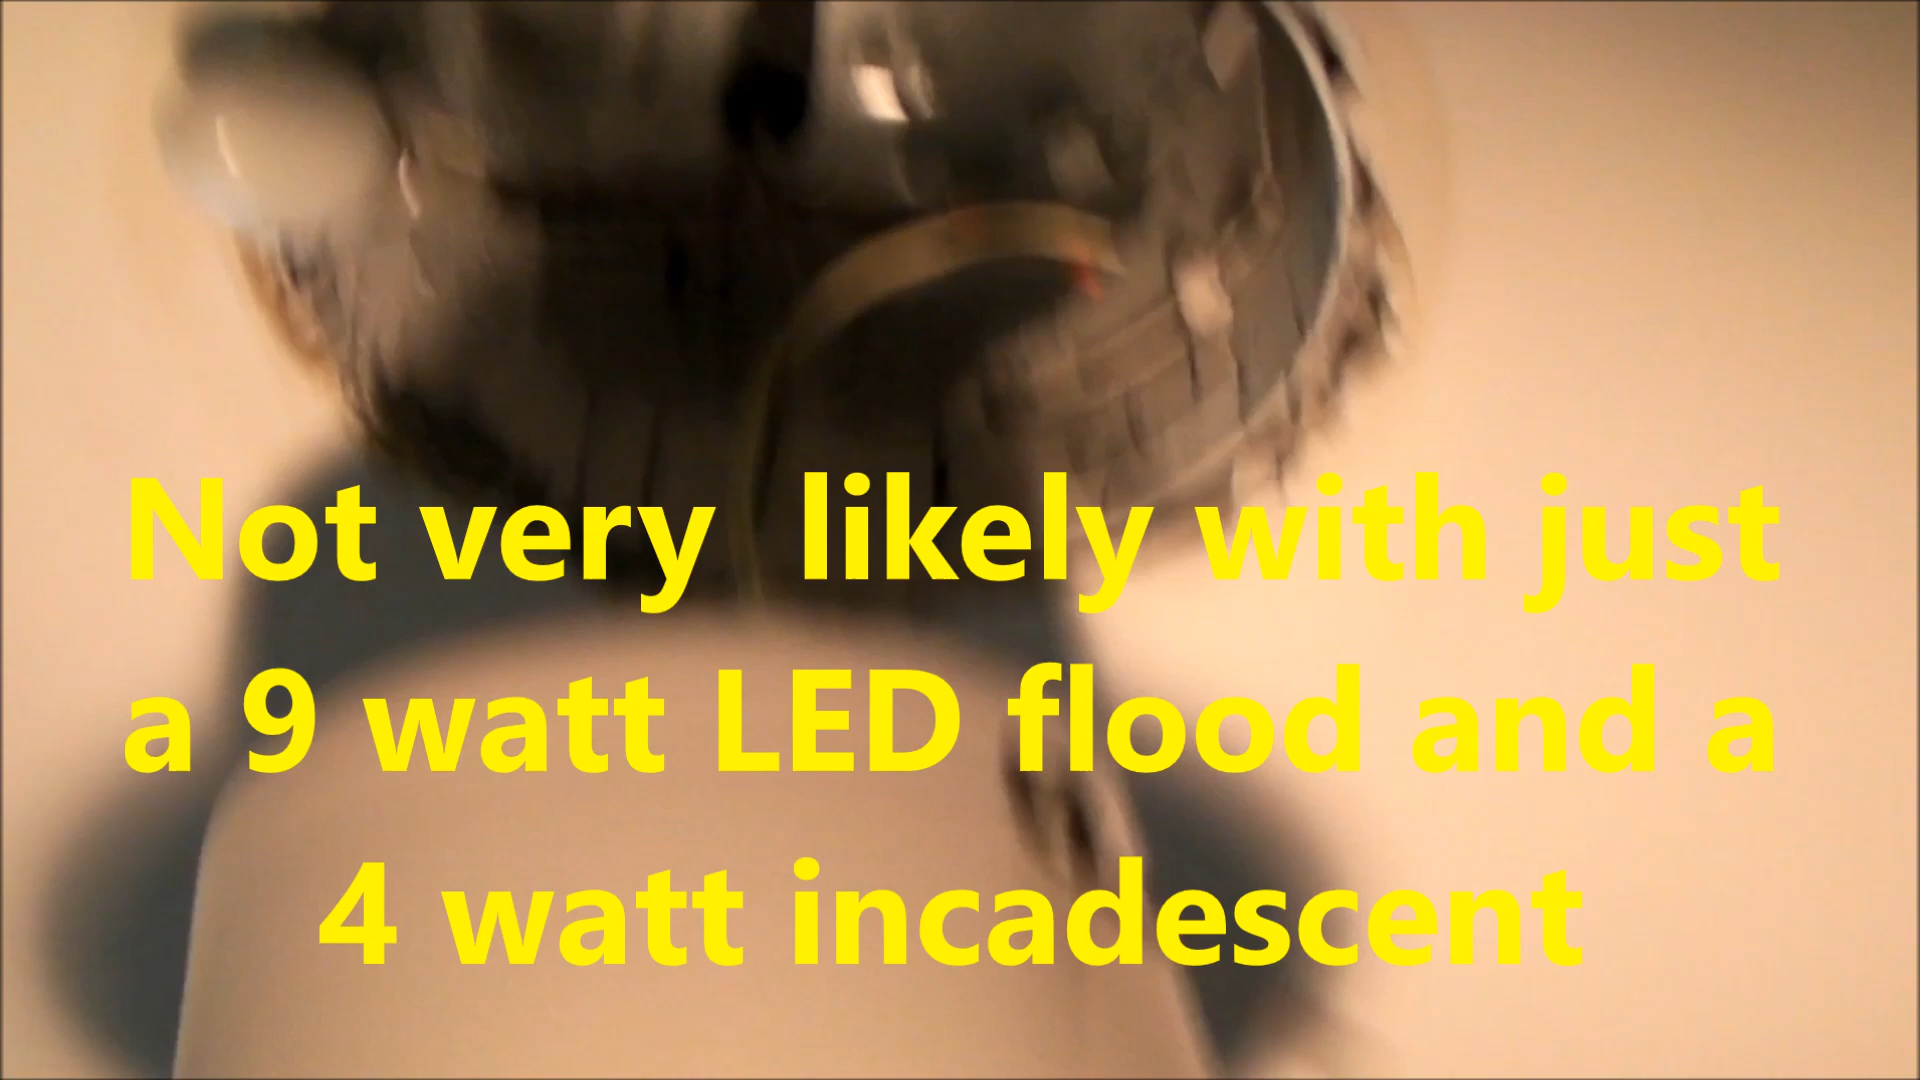 Not very  likely with just
a 9 watt LED flood and a
4 watt incadescent